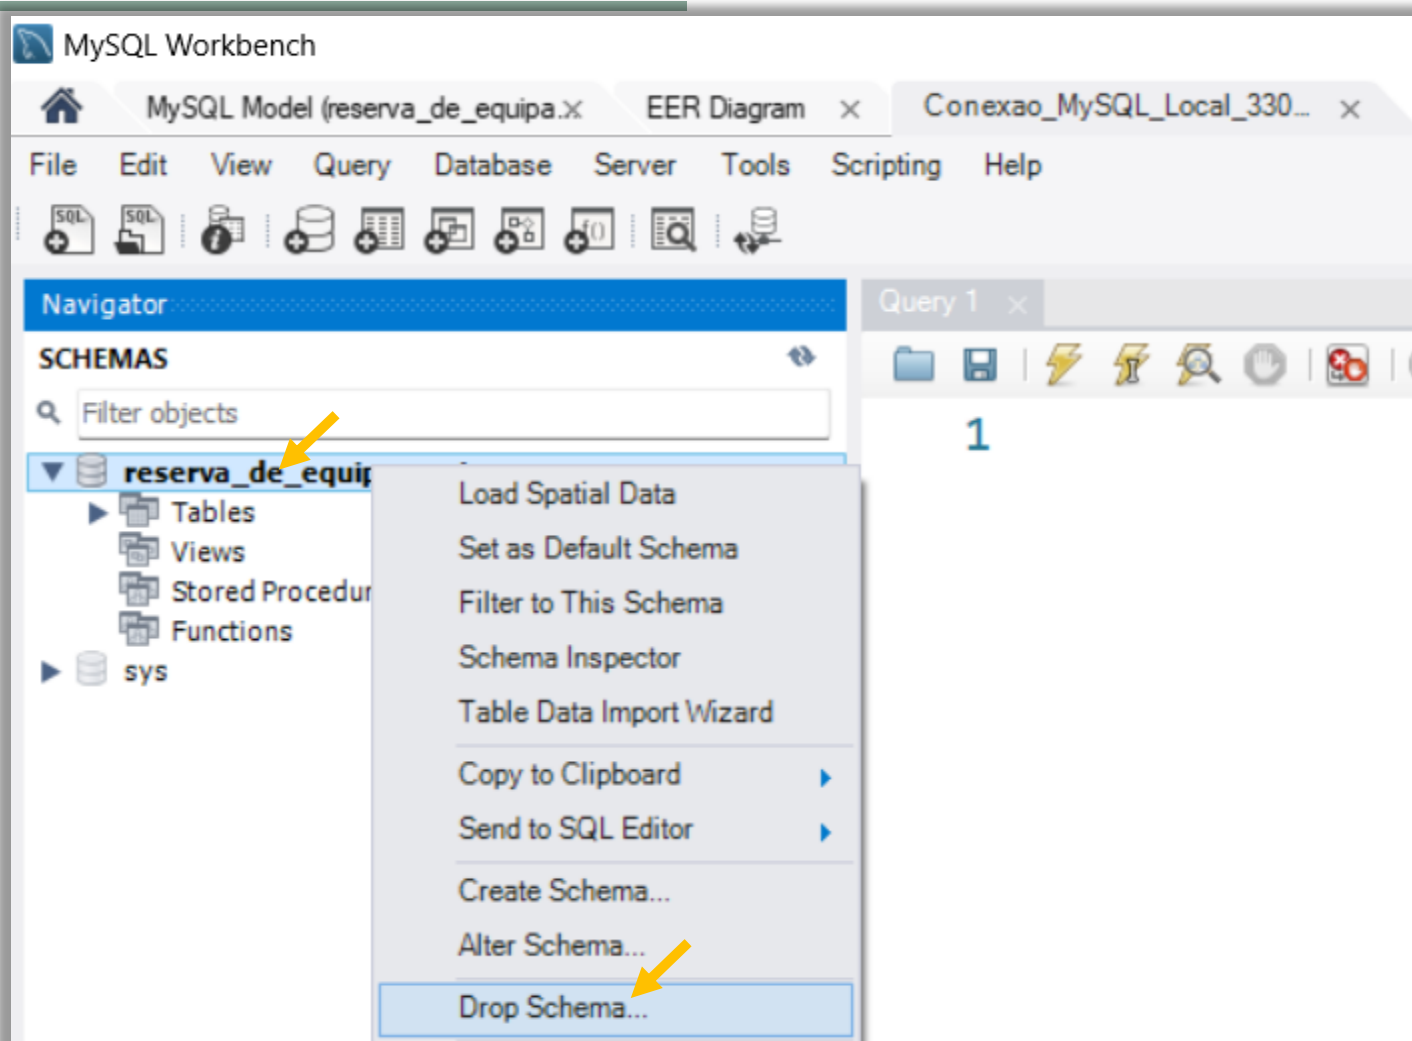 MySQL Workbench
MySQL Model (reserva_de_equipa.x EER Diagram x Conexao_MySQL_Local_330... x
File Edit View Query Database Server Tools Scripting Help
SQL SQL
Navigator
Query 1 x
SCHEMAS
Filter objects
1
reserva_de_equip
Tables
Views
Stored Procedur
Functions
sys
Load Spatial Data
Set as Default Schema
Filter to This Schema
Schema Inspector
Table Data Import Wizard
Copy to Clipboard
Send to SQL Editor
Create Schema...
Alter Schema...
Drop Schema...